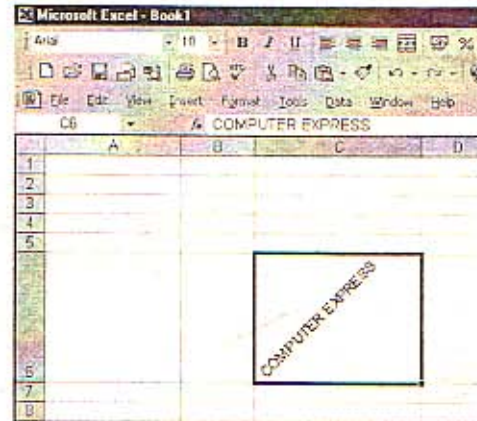 Microsoft Excel - Book1
Arial 10 B I U %
File Edit View Insert Format Tools Data Window Help
C6 fx COMPUTER EXPRESS
A B C D
1
2
3
4
5
COMPUTER EXPRESS
6
7
8